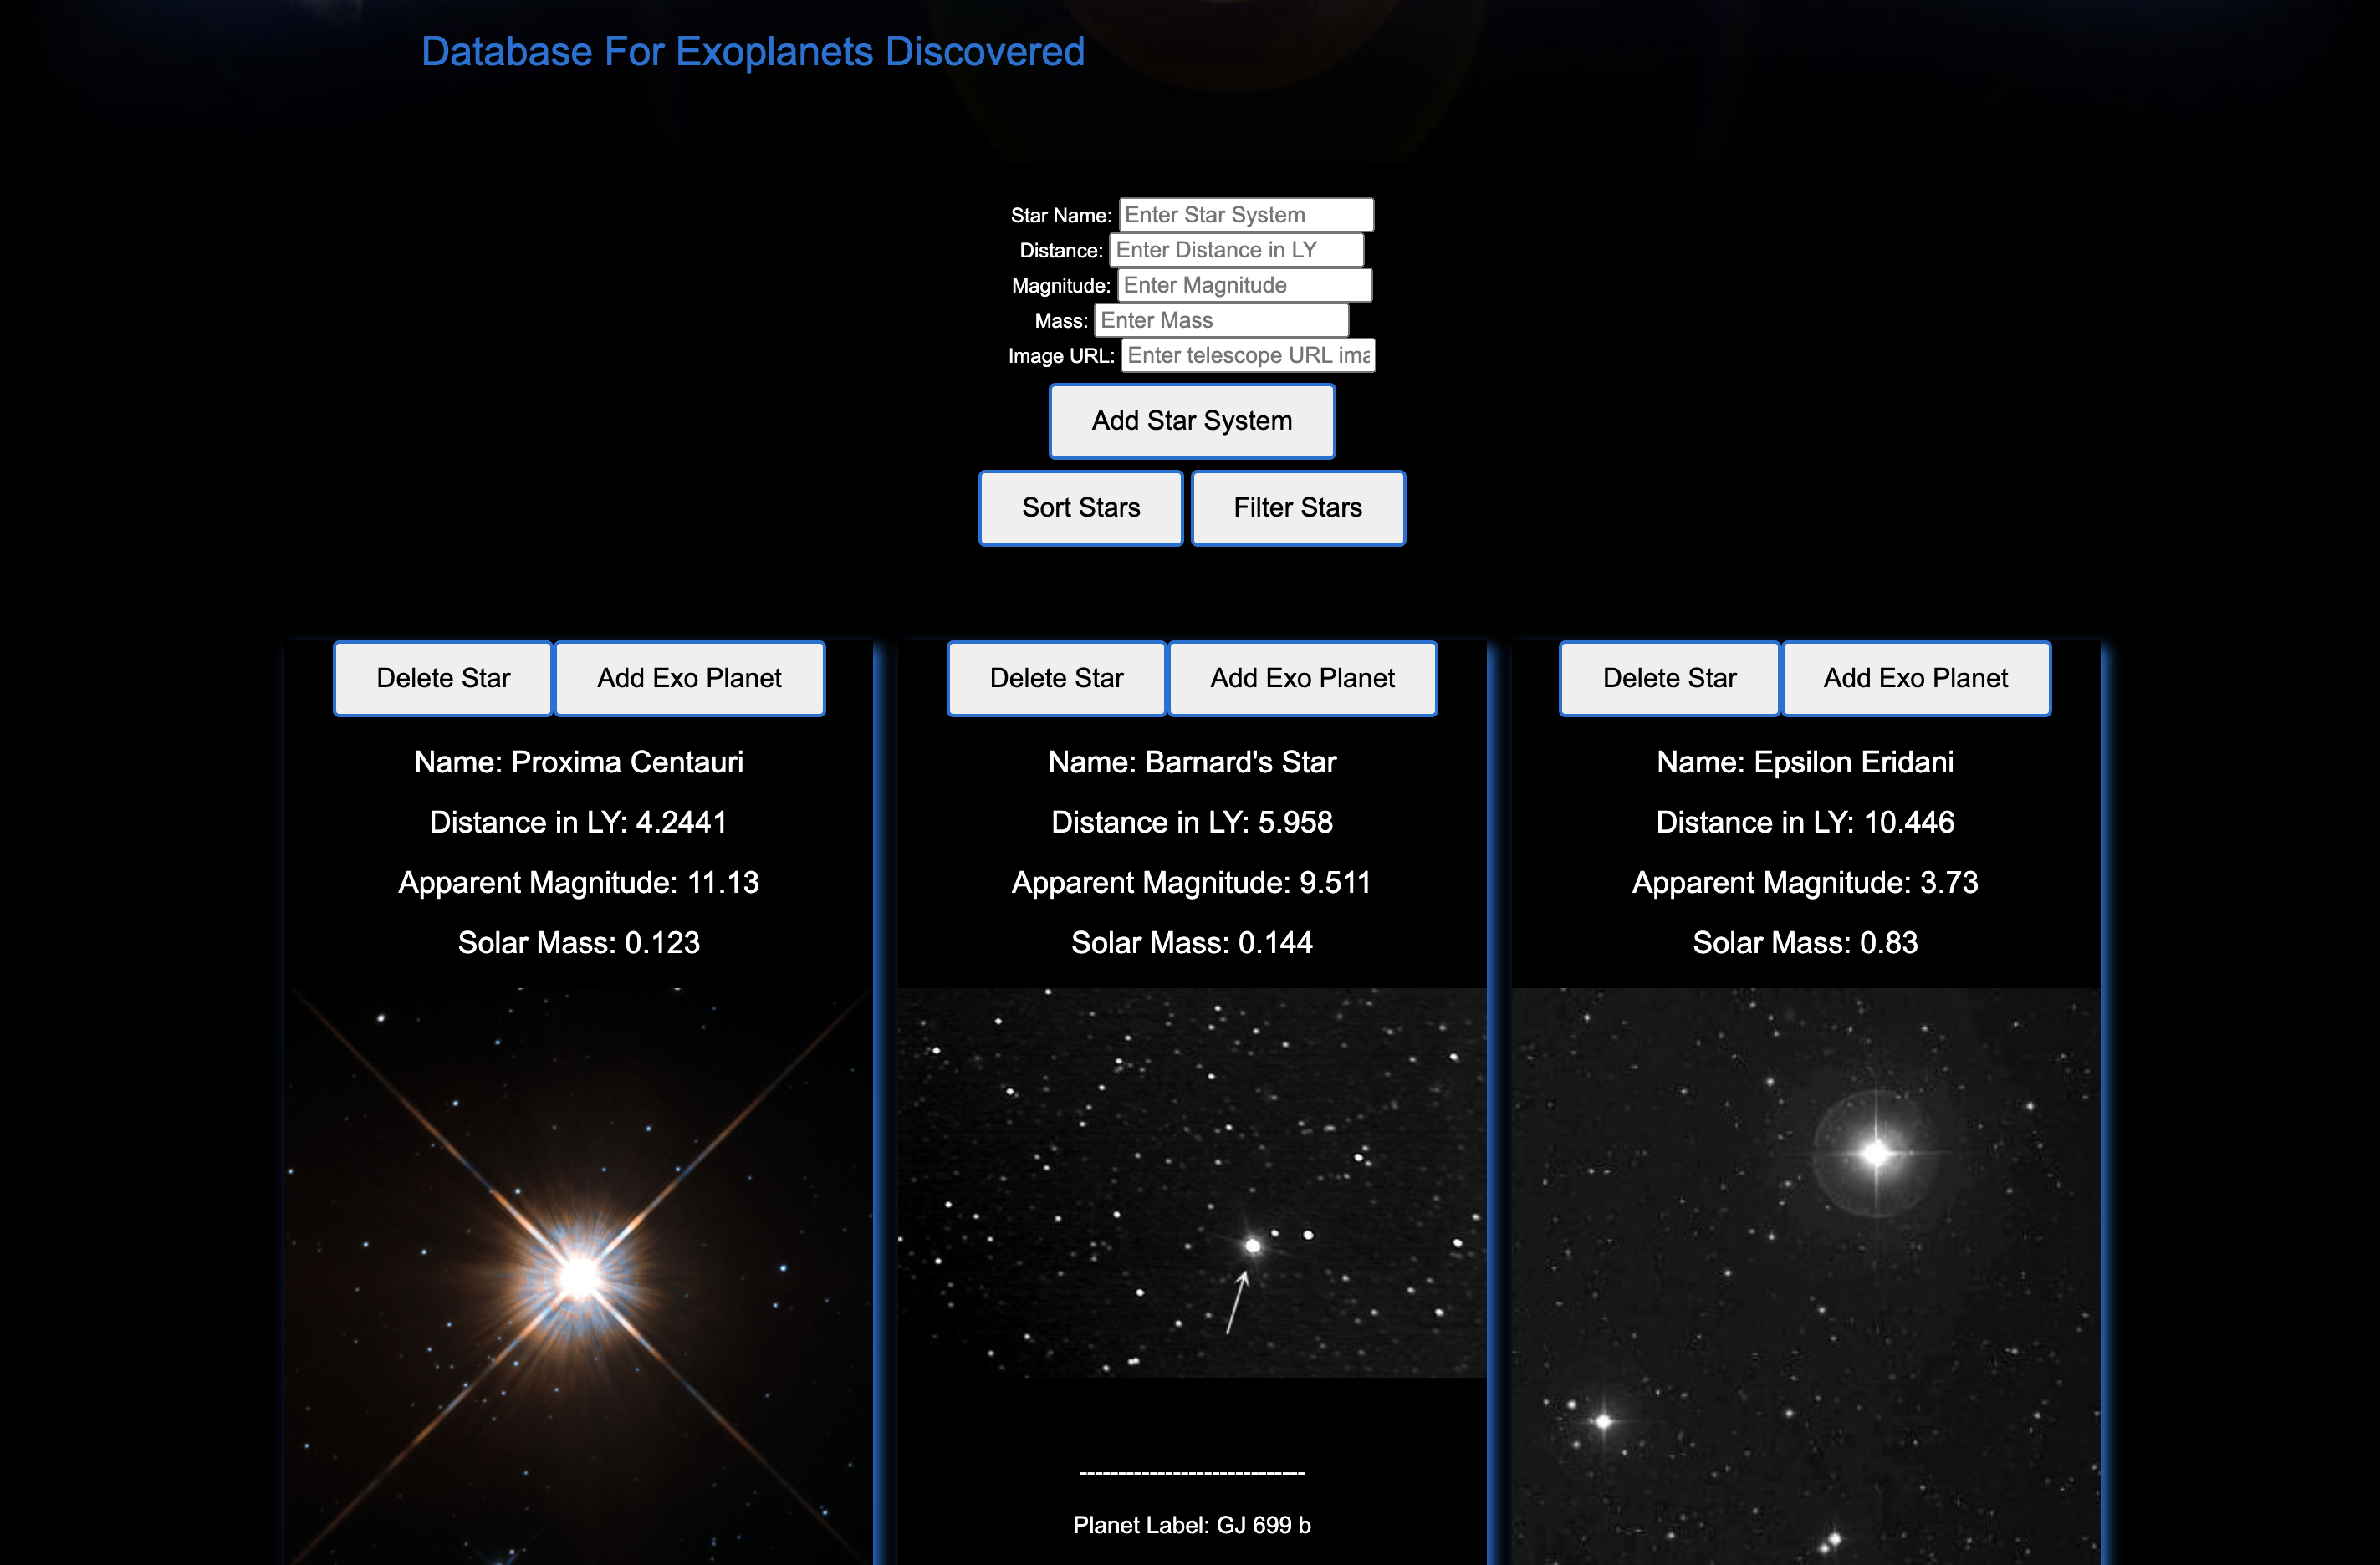 Database For Exoplanets Discovered
Star Name: Enter Star System
Distance: Enter Distance in LY
Magnitude: Enter Magnitude
Mass: Enter Mass
Image URL: Enter telescope URL ima
Add Star System
Sort Stars Filter Stars
Delete Star Add Exo Planet
Name: Proxima Centauri
Distance in LY: 4.2441
Apparent Magnitude: 11.13
Solar Mass: 0.123
Delete Star Add Exo Planet
Name: Barnard's Star
Distance in LY: 5.958
Apparent Magnitude: 9.511
Solar Mass: 0.144
-----------------------------
Planet Label: GJ 699 b
Delete Star Add Exo Planet
Name: Epsilon Eridani
Distance in LY: 10.446
Apparent Magnitude: 3.73
Solar Mass: 0.83